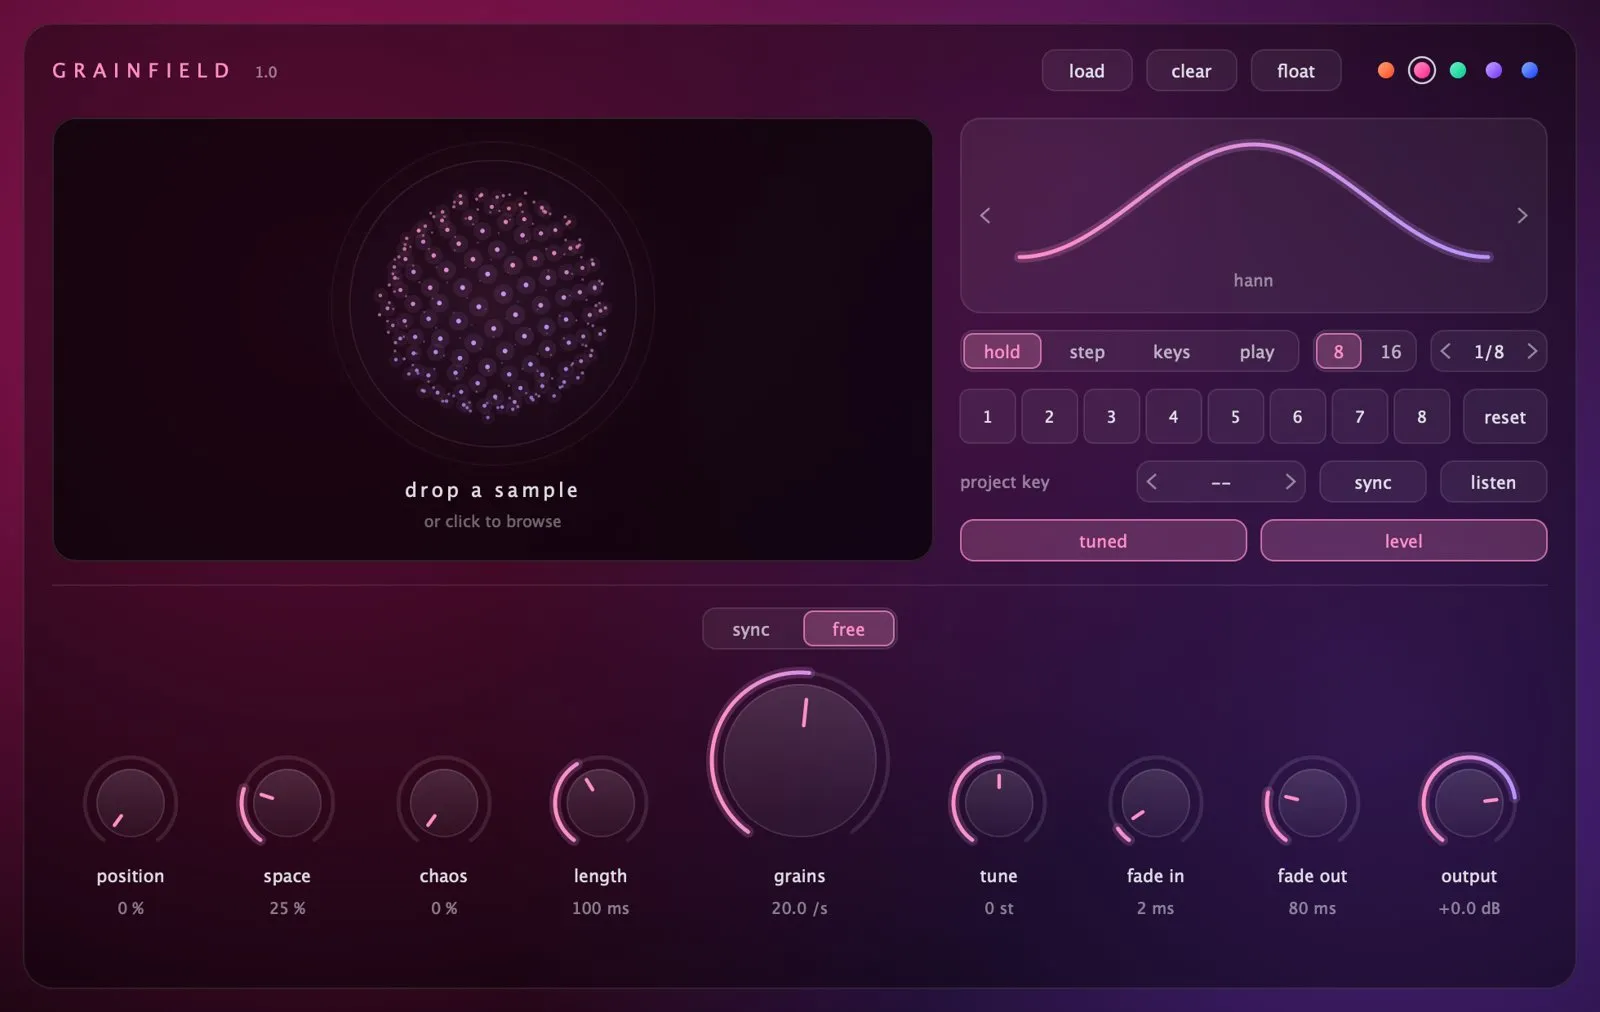 GRAINFIELD 1.0
load clear float
drop a sample
or click to browse
hann
hold step keys play 8 16 < 1/8 >
1 2 3 4 5 6 7 8 reset
project key < -- > sync listen
tuned level
sync free
position space chaos length grains tune fade in fade out output
0 % 25 % 0 % 100 ms 20.0 /s 0 st 2 ms 80 ms +0.0 dB